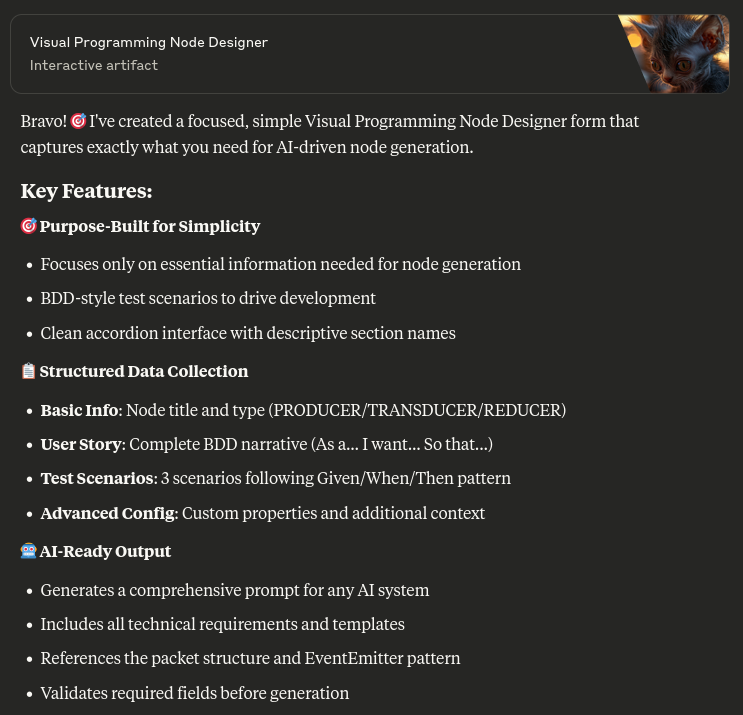 Visual Programming Node Designer
Interactive artifact
Bravo! 🎯 I've created a focused, simple Visual Programming Node Designer form that
captures exactly what you need for AI-driven node generation.
Key Features:
🎯 Purpose-Built for Simplicity
• Focuses only on essential information needed for node generation
• BDD-style test scenarios to drive development
• Clean accordion interface with descriptive section names
📋 Structured Data Collection
• Basic Info: Node title and type (PRODUCER/TRANSDUCER/REDUCER)
• User Story: Complete BDD narrative (As a... I want... So that...)
• Test Scenarios: 3 scenarios following Given/When/Then pattern
• Advanced Config: Custom properties and additional context
🤖 AI-Ready Output
• Generates a comprehensive prompt for any AI system
• Includes all technical requirements and templates
• References the packet structure and EventEmitter pattern
• Validates required fields before generation